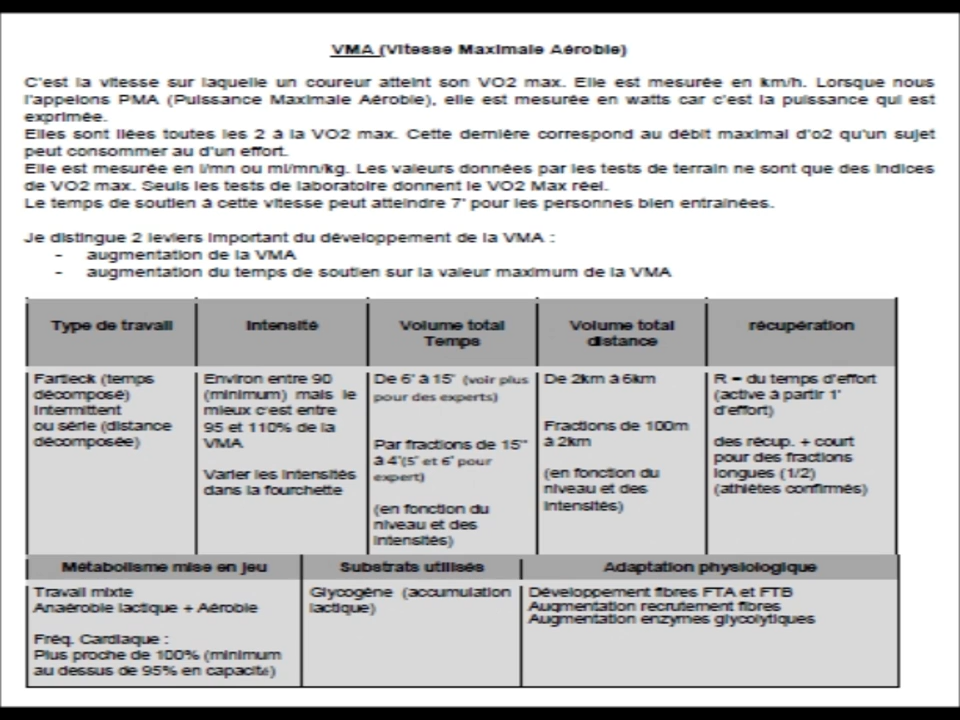 VMA (Vitesse Maximale Aérobie)
C'est la vitesse sur laquelle un coureur atteint son VO2 max. Elle est mesurée en km/h. Lorsque nous
l'appelons PMA (Puissance Maximale Aérobie), elle est mesurée en watts car c'est la puissance qui est
exprimée.
Elles sont liées toutes les 2 à la VO2 max. Cette dernière correspond au débit maximal d'o2 qu'un sujet
peut consommer au d'un effort.
Elle est mesurée en l/mn ou ml/mn/kg. Les valeurs données par les tests de terrain ne sont que des indices
de VO2 max. Seuls les tests de laboratoire donnent le VO2 Max réel.
Le temps de soutien à cette vitesse peut atteindre 7' pour les personnes bien entrainées.
Je distingue 2 leviers important du développement de la VMA :
- augmentation de la VMA
- augmentation du temps de soutien sur la valeur maximum de la VMA
Type de travail
Intensité
Volume total
Temps
Volume total
distance
récupération
Fartleck (temps
décomposé)
Intermittent
ou série (distance
décomposée)
Environ entre 90
(minimum) mais le
mieux c'est entre
95 et 110% de la
VMA
Varier les intensités
dans la fourchette
De 6' à 15' (voir plus
pour des experts)
Par fractions de 15''
à 4'(5' et 6' pour
expert)
(en fonction du
niveau et des
intensités)
De 2km à 6km
Fractions de 100m
à 2km
(en fonction du
niveau et des
intensités)
R = du temps d'effort
(active à partir 1'
d'effort)
des récup. + court
pour des fractions
longues (1/2)
(athlètes confirmés)
Métabolisme mise en jeu
Substrats utilisés
Adaptation physiologique
Travail mixte
Anaérobie lactique + Aérobie
Fréq. Cardiaque :
Plus proche de 100% (minimum
au dessus de 95% en capacité)
Glycogène (accumulation
lactique)
Développement fibres FTA et FTB
Augmentation recrutement fibres
Augmentation enzymes glycolytiques